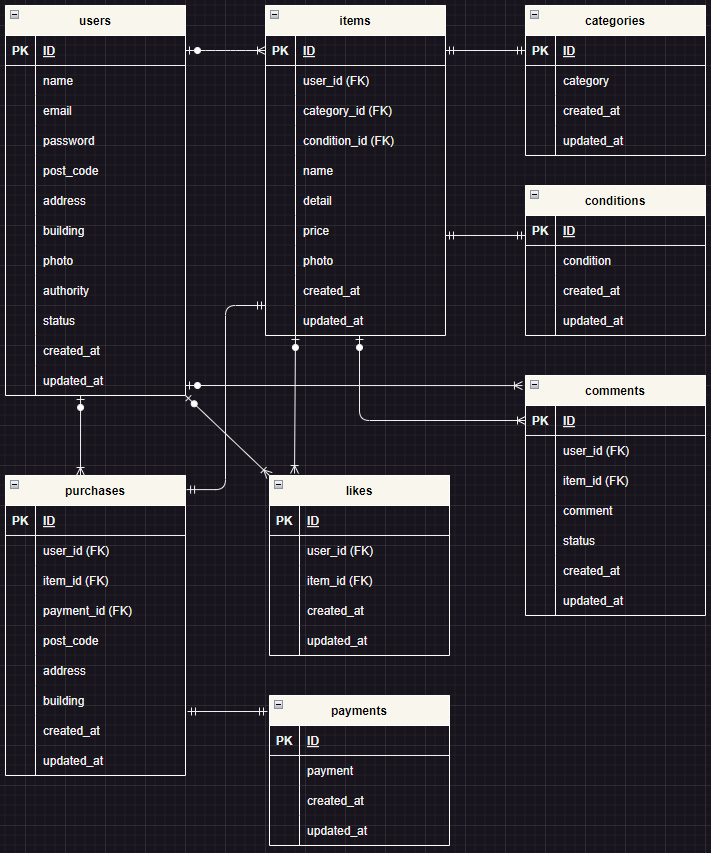 users
PK ID
name
email
password
post_code
address
building
photo
authority
status
created_at
updated_at
items
PK ID
user_id (FK)
category_id (FK)
condition_id (FK)
name
detail
price
photo
created_at
updated_at
categories
PK ID
category
created_at
updated_at
conditions
PK ID
condition
created_at
updated_at
comments
PK ID
user_id (FK)
item_id (FK)
comment
status
created_at
updated_at
purchases
PK ID
user_id (FK)
item_id (FK)
payment_id (FK)
post_code
address
building
created_at
updated_at
likes
PK ID
user_id (FK)
item_id (FK)
created_at
updated_at
payments
PK ID
payment
created_at
updated_at